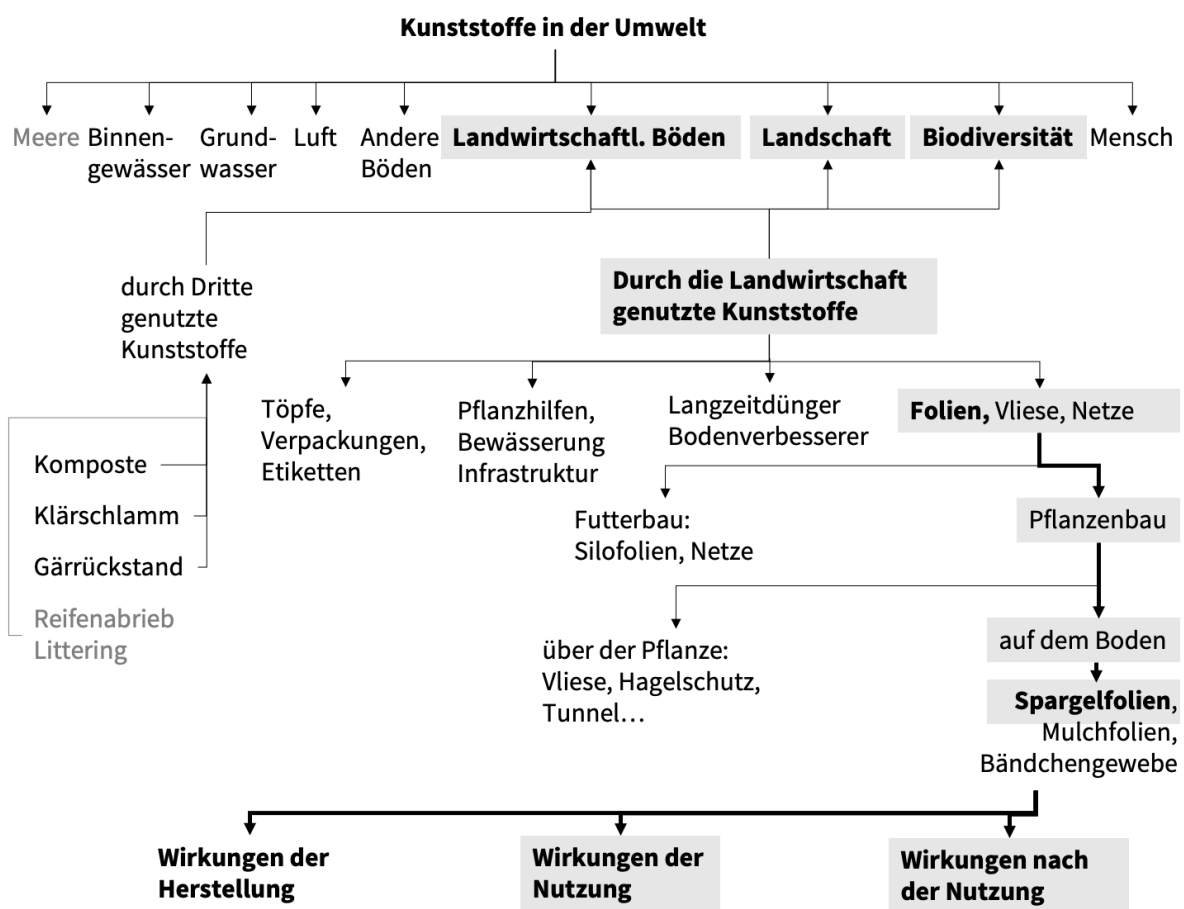 Kunststoffe in der Umwelt
Meere
Binnen-
gewässer
Grund-
wasser
Luft
Andere
Böden
Landwirtschaftl. Böden
Landschaft
Biodiversität
Mensch
durch Dritte
genutzte
Kunststoffe
Durch die Landwirtschaft
genutzte Kunststoffe
Töpfe,
Verpackungen,
Etiketten
Pflanzhilfen,
Bewässerung
Infrastruktur
Langzeitdünger
Bodenverbesserer
Folien, Vliese, Netze
Komposte
Klärschlamm
Gärrückstand
Reifenabrieb
Littering
Futterbau:
Silofolien, Netze
Pflanzenbau
über der Pflanze:
Vliese, Hagelschutz,
Tunnel…
auf dem Boden
Spargelfolien,
Mulchfolien,
Bändchengewebe
Wirkungen der
Herstellung
Wirkungen der
Nutzung
Wirkungen nach
der Nutzung